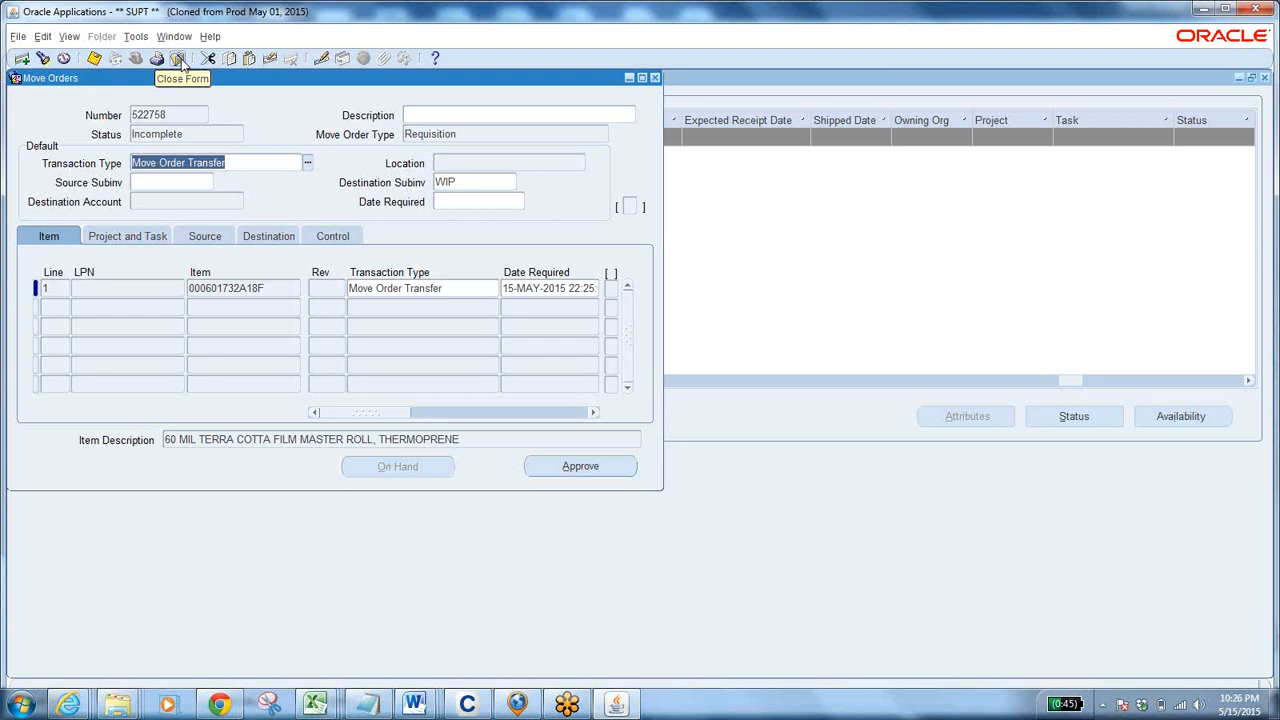 Oracle Applications - ** SUPT ** (Cloned from Prod May 01, 2015)
File Edit View Folder Tools Window Help
ORACLE
Close Form
Move Orders
Number 522758 Description
Status Incomplete Move Order Type Requisition
Default
Transaction Type Move Order Transfer Location
Source Subinv Destination Subinv WIP
Destination Account Date Required
[ ]
Item Project and Task Source Destination Control
Line LPN Item Rev Transaction Type Date Required [ ]
1 000601732A18F Move Order Transfer 15-MAY-2015 22:25:
Item Description 60 MIL TERRA COTTA FILM MASTER ROLL, THERMOPRENE
On Hand Approve
Expected Receipt Date Shipped Date Owning Org Project Task Status
Attributes Status Availability
(0:45)
10:26 PM
5/15/2015